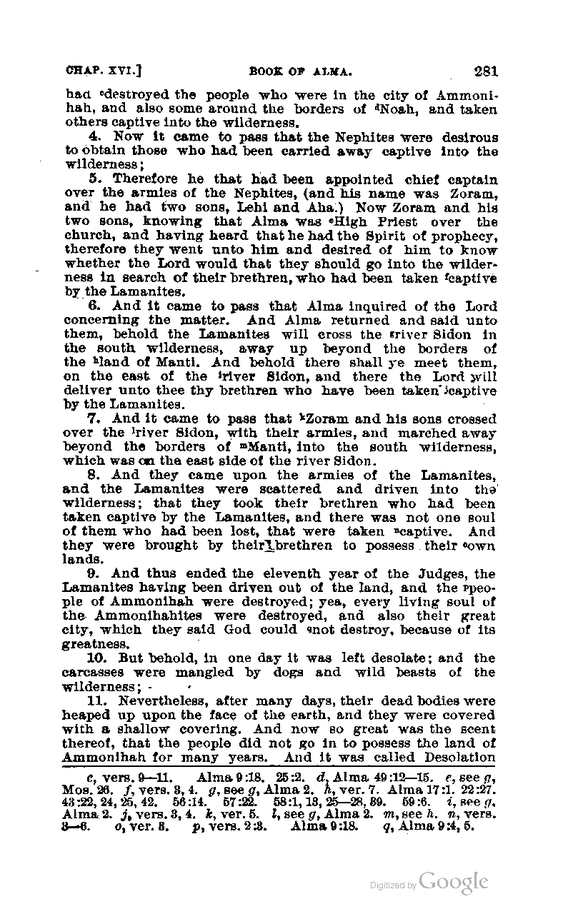 CHAP. XVI.] BOOK OF ALMA. 281
had ᶜdestroyed the people who were in the city of Ammoni-
hah, and also some around the borders of ᵈNoah, and taken
others captive into the wilderness.
4. Now it came to pass that the Nephites were desirous
to obtain those who had been carried away captive into the
wilderness;
5. Therefore he that had been appointed chief captain
over the armies of the Nephites, (and his name was Zoram,
and he had two sons, Lehi and Aha.) Now Zoram and his
two sons, knowing that Alma was ᵉHigh Priest over the
church, and having heard that he had the Spirit of prophecy,
therefore they went unto him and desired of him to know
whether the Lord would that they should go into the wilder-
ness in search of their brethren, who had been taken ᶠcaptive
by the Lamanites.
6. And it came to pass that Alma inquired of the Lord
concerning the matter. And Alma returned and said unto
them, behold the Lamanites will cross the ᵍriver Sidon in
the south wilderness, away up beyond the borders of
the ʰland of Manti. And behold there shall ye meet them,
on the east of the ⁱriver Sidon, and there the Lord will
deliver unto thee thy brethren who have been taken ʲcaptive
by the Lamanites.
7. And it came to pass that ᵏZoram and his sons crossed
over the ˡriver Sidon, with their armies, and marched away
beyond the borders of ᵐManti, into the south wilderness,
which was on the east side of the river Sidon.
8. And they came upon the armies of the Lamanites,
and the Lamanites were scattered and driven into the
wilderness; that they took their brethren who had been
taken captive by the Lamanites, and there was not one soul
of them who had been lost, that were taken ⁿcaptive. And
they were brought by their brethren to possess their ᵒown
lands.
9. And thus ended the eleventh year of the Judges, the
Lamanites having been driven out of the land, and the ᵖpeo-
ple of Ammonihah were destroyed; yea, every living soul of
the Ammonihahites were destroyed, and also their great
city, which they said God could qnot destroy, because of its
greatness.
10. But behold, in one day it was left desolate; and the
carcasses were mangled by dogs and wild beasts of the
wilderness;
11. Nevertheless, after many days, their dead bodies were
heaped up upon the face of the earth, and they were covered
with a shallow covering. And now so great was the scent
thereof, that the people did not go in to possess the land of
Ammonihah for many years. And it was called Desolation
c, vers. 9—11. Alma 9:18. 25:2. d, Alma 49:12—15. e, see g,
Mos. 26. f, vers. 3, 4. g, see g, Alma 2. h, ver. 7. Alma 17:1. 22:27.
43:22, 24, 25, 42. 56:14. 57:22. 58:1, 13, 25—28, 39. 59:6. i, see g,
Alma 2. j, vers. 3, 4. k, ver. 5. l, see g, Alma 2. m, see h. n, vers.
3—6. o, ver. 3. p, vers. 2:3. Alma 9:18. q, Alma 9:4, 5.
Digitized by Google